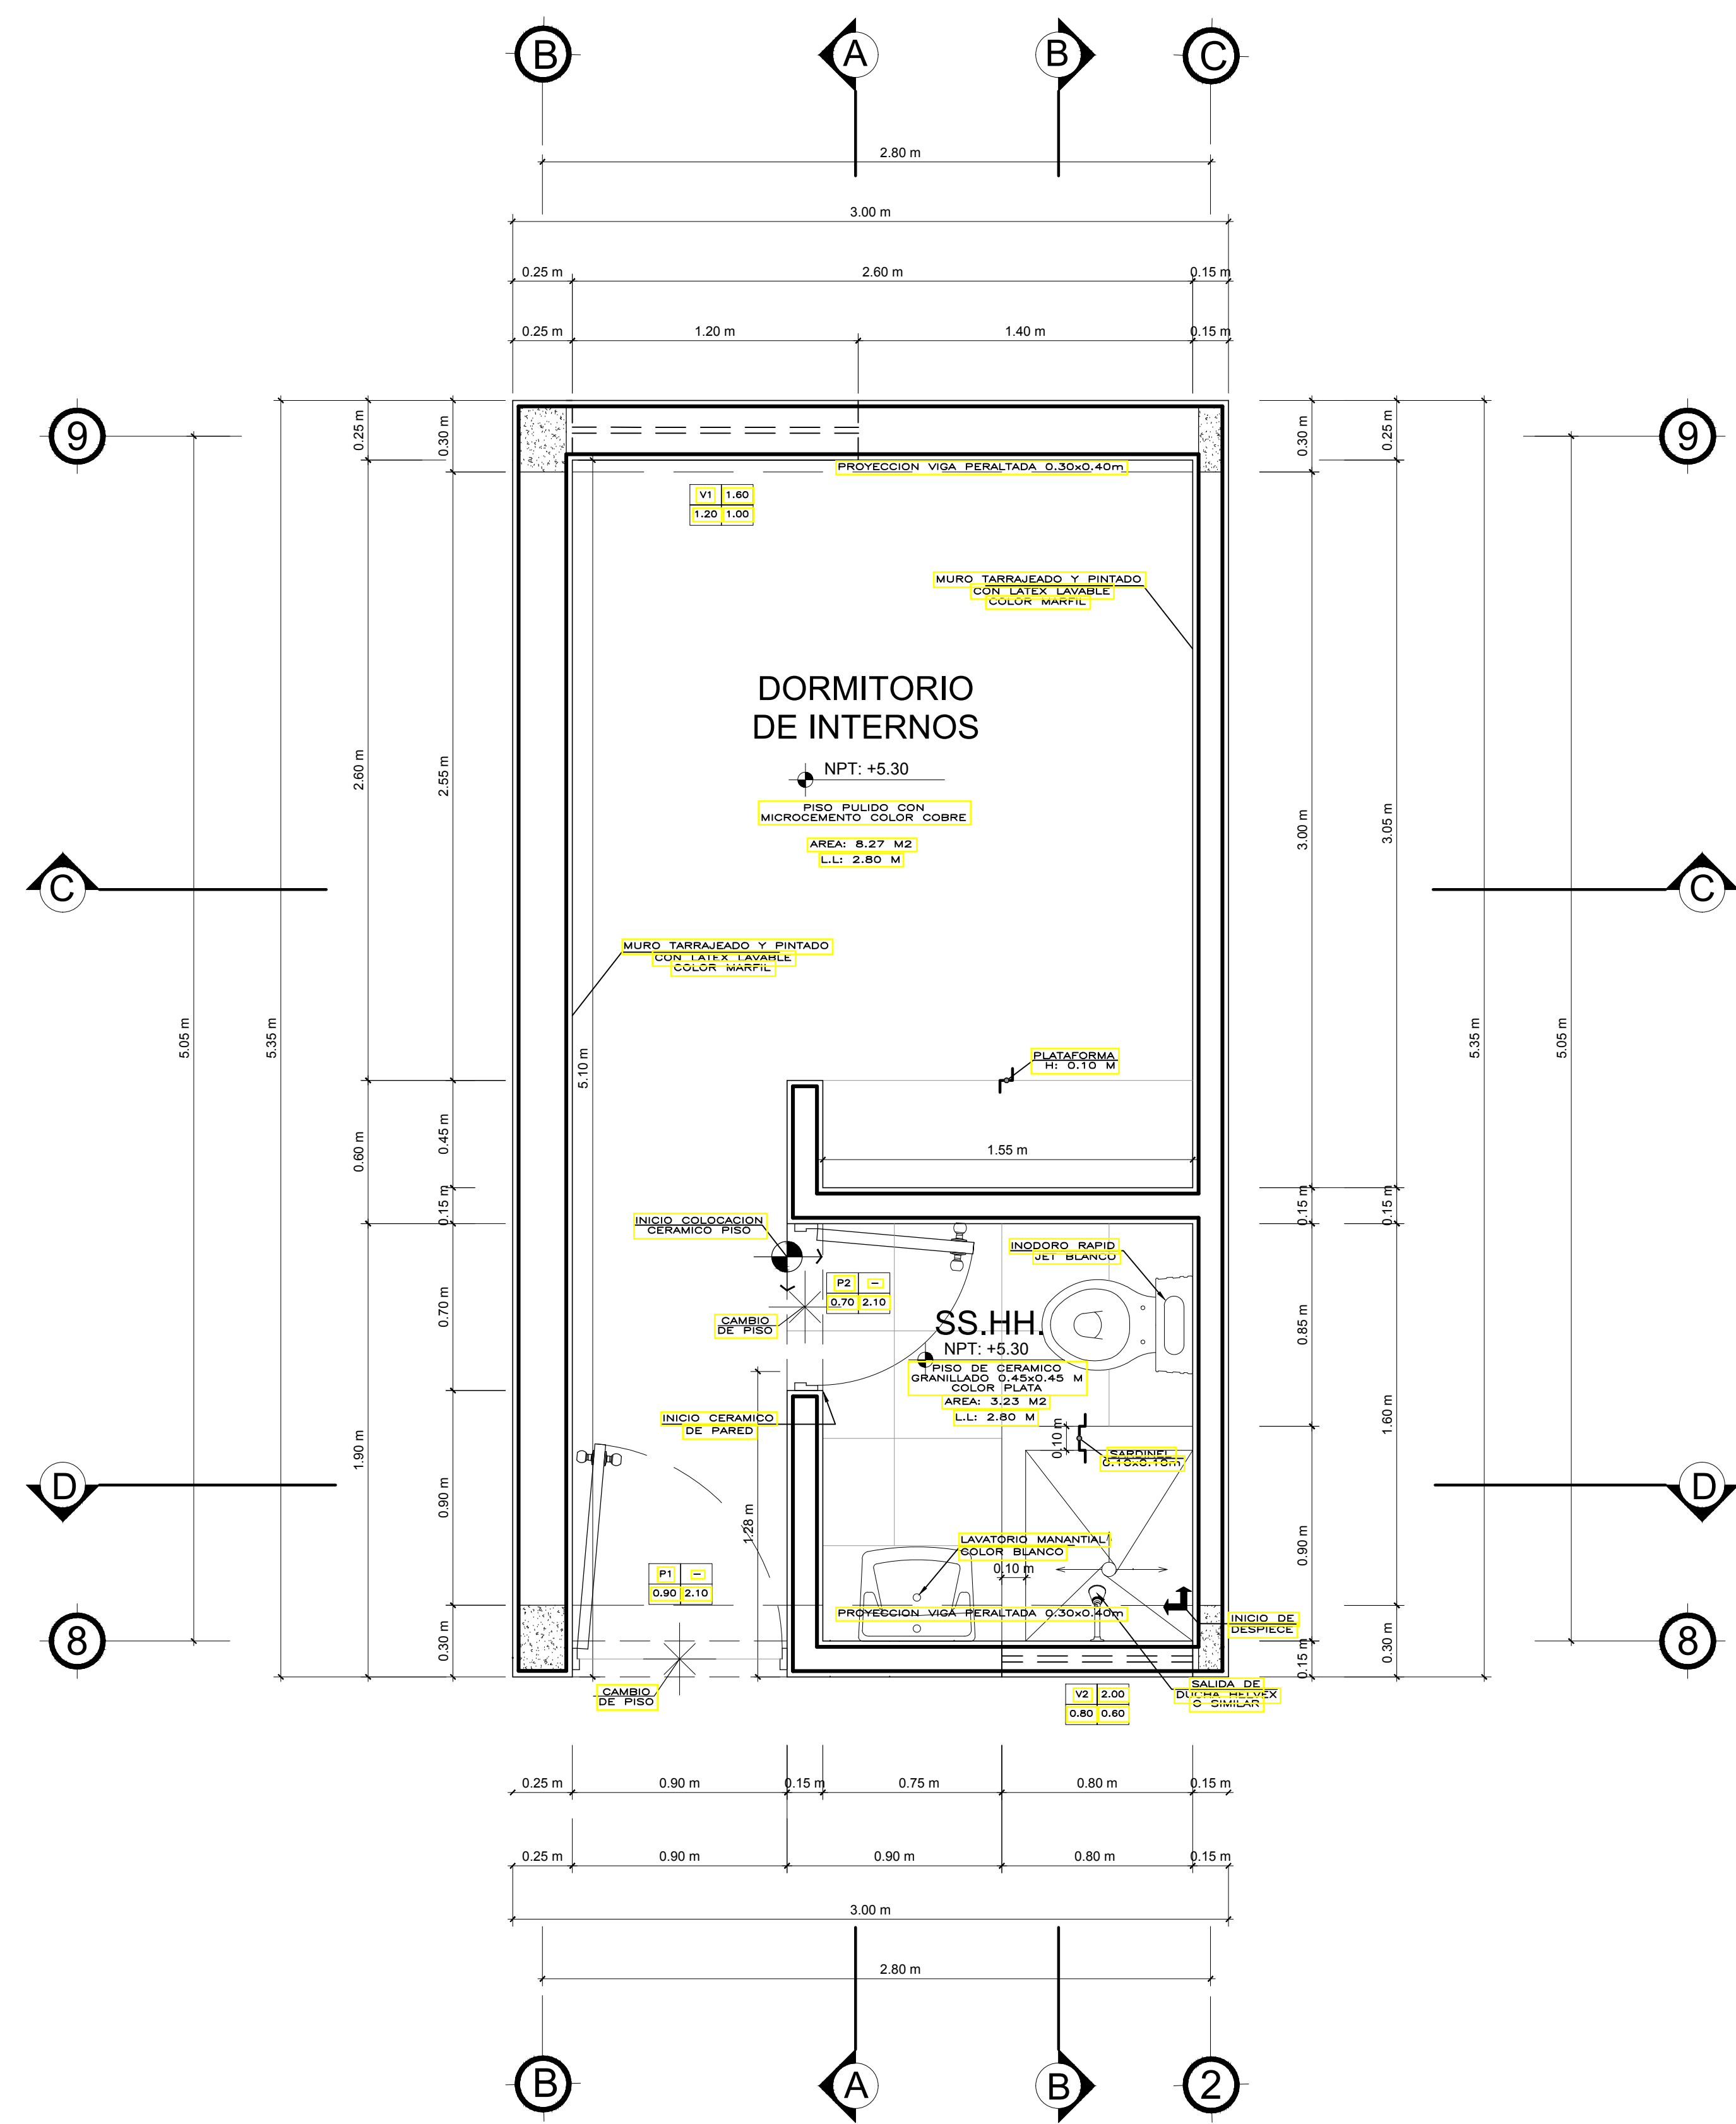 B A B C
2.80 m
3.00 m
0.25 m 2.60 m 0.15 m
0.25 m 1.20 m 1.40 m 0.15 m
9 9
0.25 m 0.30 m 0.30 m 0.25 m
PROYECCION VIGA PERALTADA 0.30x0.40m
V1 1.60
1.20 1.00
MURO TARRAJEADO Y PINTADO
CON LATEX LAVABLE
COLOR MARFIL
DORMITORIO
DE INTERNOS
NPT: +5.30
2.60 m 2.55 m
PISO PULIDO CON
MICROCEMENTO COLOR COBRE
AREA: 8.27 M2
L.L: 2.80 M
3.00 m 3.05 m
C C
MURO TARRAJEADO Y PINTADO
CON LATEX LAVABLE
COLOR MARFIL
5.05 m 5.35 m 5.10 m 5.35 m 5.05 m
PLATAFORMA
H: 0.10 M
0.60 m 0.45 m
1.55 m
0.15 m 0.15 m 0.15 m
INICIO COLOCACION
CERAMICO PISO
INODORO RAPID
JET BLANCO
P2 –
0.70 2.10
0.70 m
CAMBIO
DE PISO
SS.HH.
NPT: +5.30
0.85 m
PISO DE CERAMICO
GRANILLADO 0.45x0.45 M
COLOR PLATA
AREA: 3.23 M2
L.L: 2.80 M
1.60 m
INICIO CERAMICO
DE PARED
0.10 m
SARDINEL
0.10x0.10m
1.90 m
D D
0.90 m 1.28 m 0.90 m
LAVATORIO MANANTIAL
COLOR BLANCO
0.10 m
P1 –
0.90 2.10
PROYECCION VIGA PERALTADA 0.30x0.40m
INICIO DE
DESPIECE
8 8
0.30 m 0.15 m 0.30 m
CAMBIO
DE PISO
V2 2.00
0.80 0.60
SALIDA DE
DUCHA HELVEX
O SIMILAR
0.25 m 0.90 m 0.15 m 0.75 m 0.80 m 0.15 m
0.25 m 0.90 m 0.90 m 0.80 m 0.15 m
3.00 m
2.80 m
B A B 2